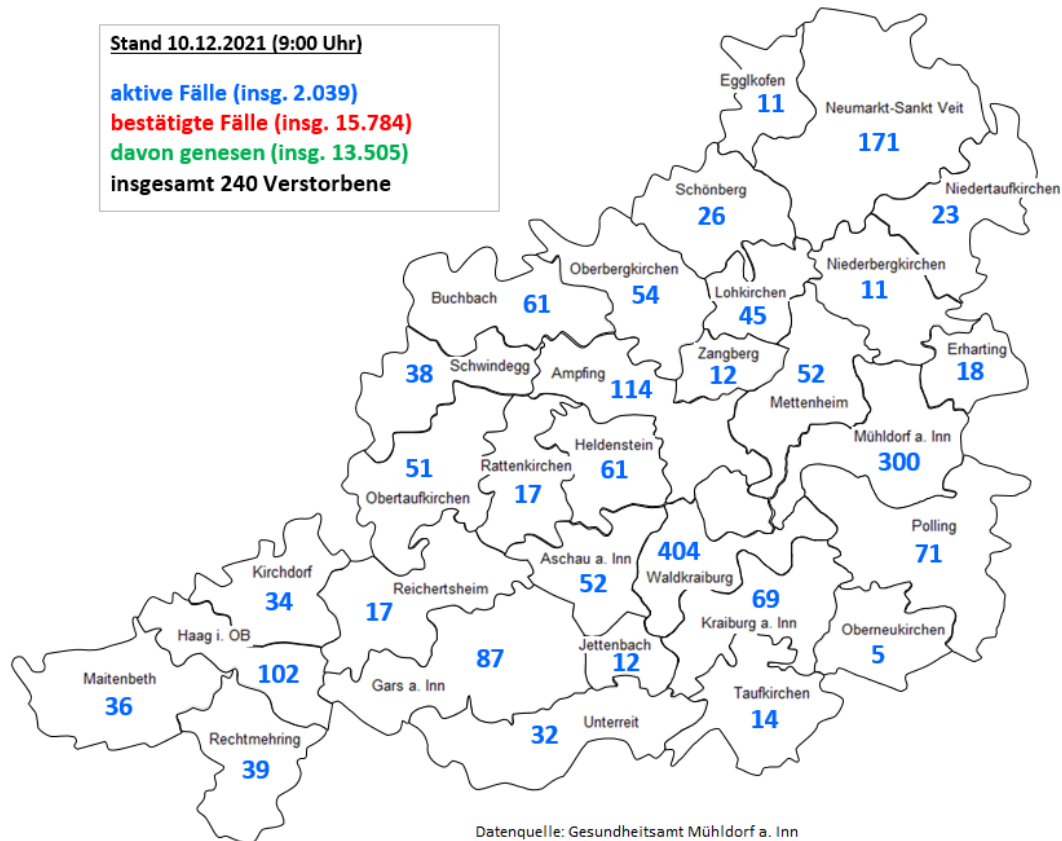 Stand 10.12.2021 (9:00 Uhr)
aktive Fälle (insg. 2.039)
bestätigte Fälle (insg. 15.784)
davon genesen (insg. 13.505)
insgesamt 240 Verstorbene
Egglkofen
11
Neumarkt-Sankt Veit
171
Schönberg
26
Niedertaufkirchen
23
Oberbergkirchen
54
Niederbergkirchen
11
Buchbach
61
Lohkirchen
45
Schwindegg
38
Ampfing
114
Zangberg
12
52
Mettenheim
Erharting
18
Mühldorf a. Inn
300
51
Obertaufkirchen
Rattenkirchen
17
Heldenstein
61
Polling
71
Kirchdorf
34
Reichertsheim
17
Aschau a. Inn
52
404
Waldkraiburg
69
Kraiburg a. Inn
Oberneukirchen
5
Haag i. OB
102
Maitenbeth
36
87
Gars a. Inn
Jettenbach
12
Taufkirchen
14
Unterreit
32
Rechtmehring
39
Datenquelle: Gesundheitsamt Mühldorf a. Inn